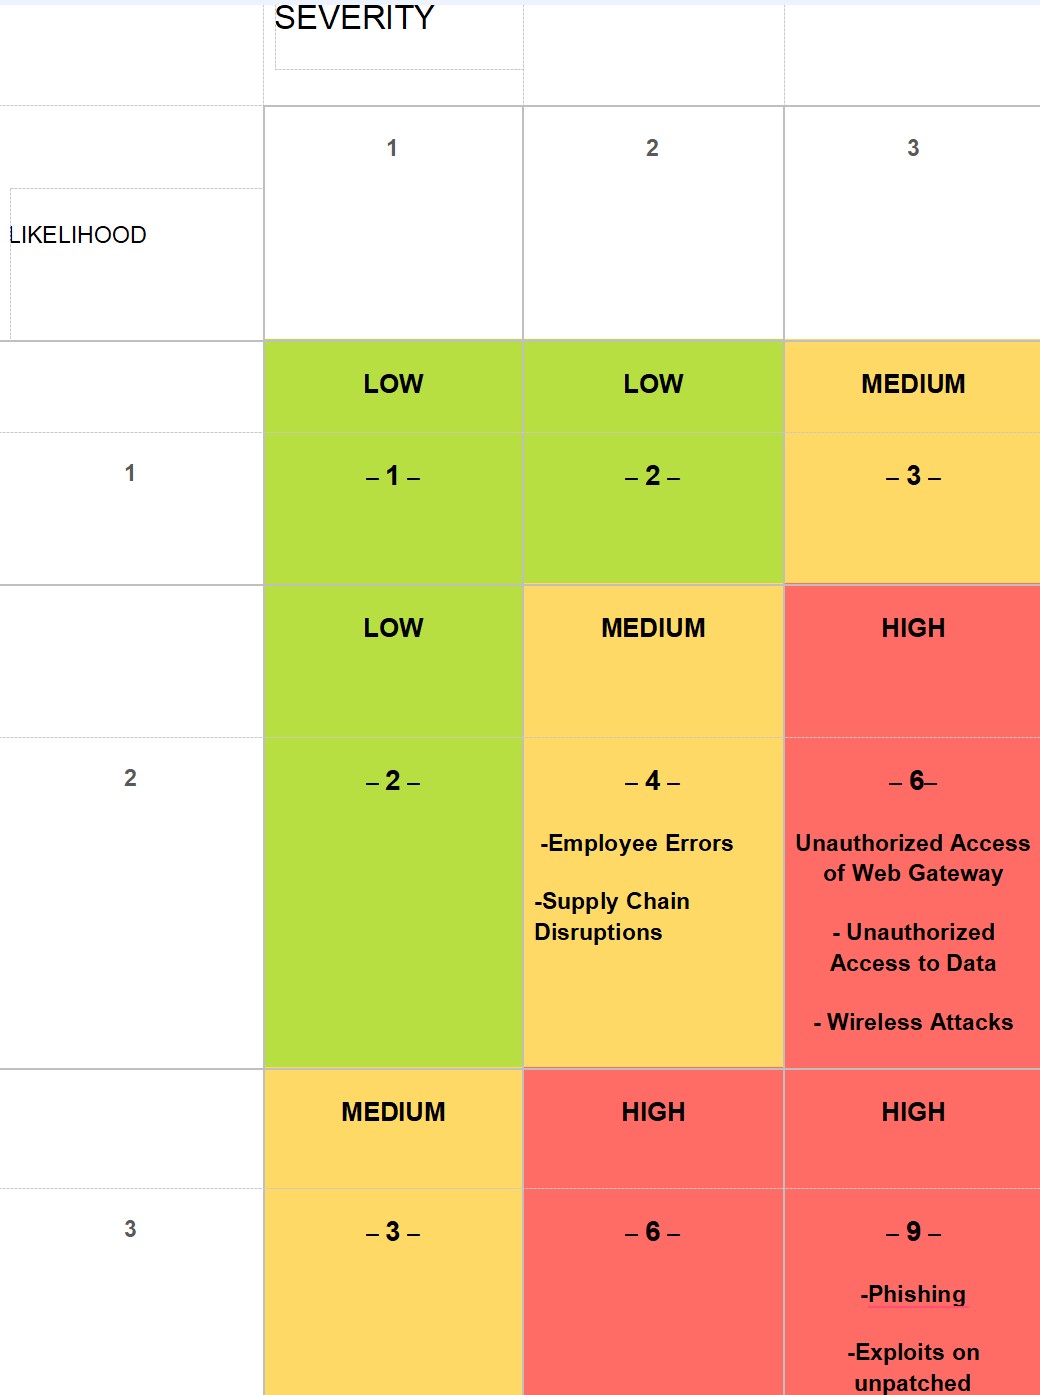 SEVERITY
1 2 3
LIKELIHOOD
LOW LOW MEDIUM
1 – 1 – – 2 – – 3 –
LOW MEDIUM HIGH
2 – 2 – – 4 – – 6–
-Employee Errors
-Supply Chain
Disruptions
Unauthorized Access
of Web Gateway
- Unauthorized
Access to Data
- Wireless Attacks
MEDIUM HIGH HIGH
3 – 3 – – 6 – – 9 –
-Phishing
-Exploits on
unpatched